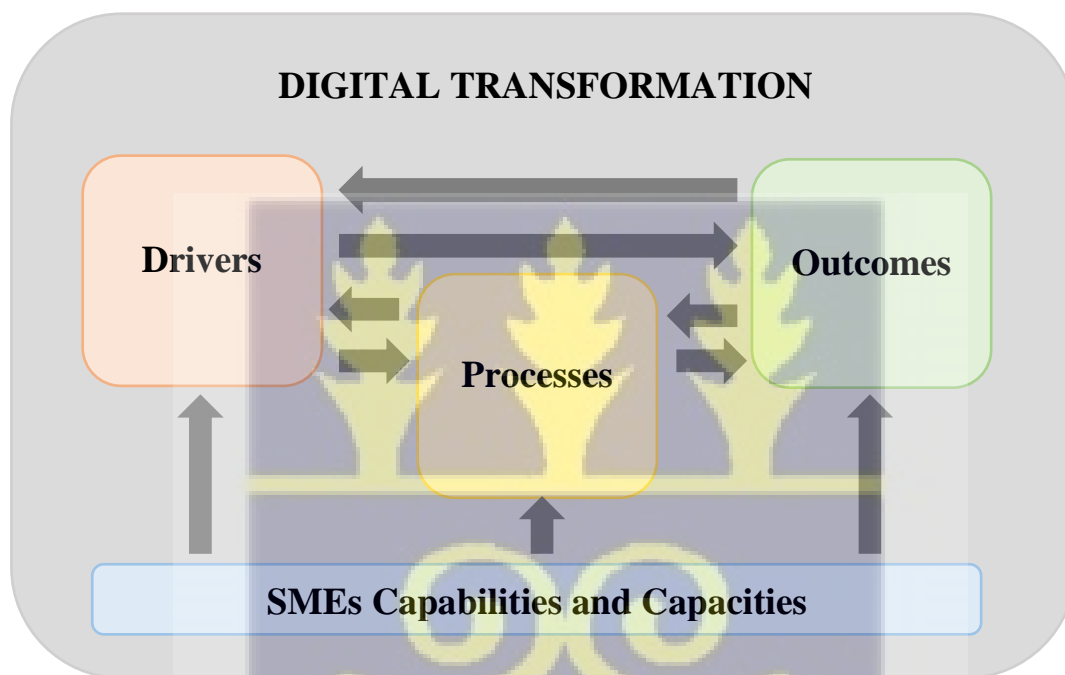 DIGITAL TRANSFORMATION
Drivers
Outcomes
Processes
SMEs Capabilities and Capacities